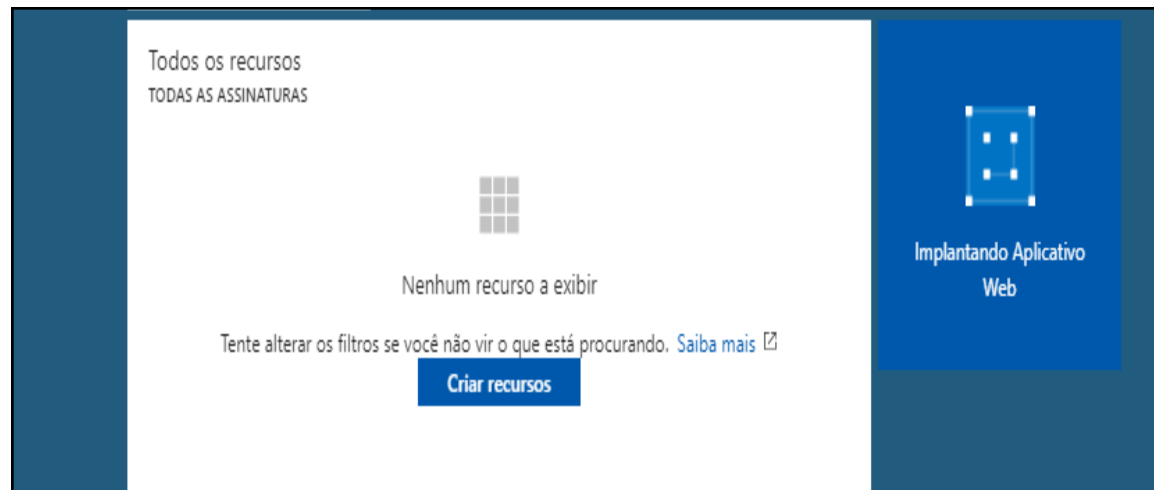 Todos os recursos
TODAS AS ASSINATURAS
Nenhum recurso a exibir
Tente alterar os filtros se você não vir o que está procurando. Saiba mais
Criar recursos
Implantando Aplicativo
Web